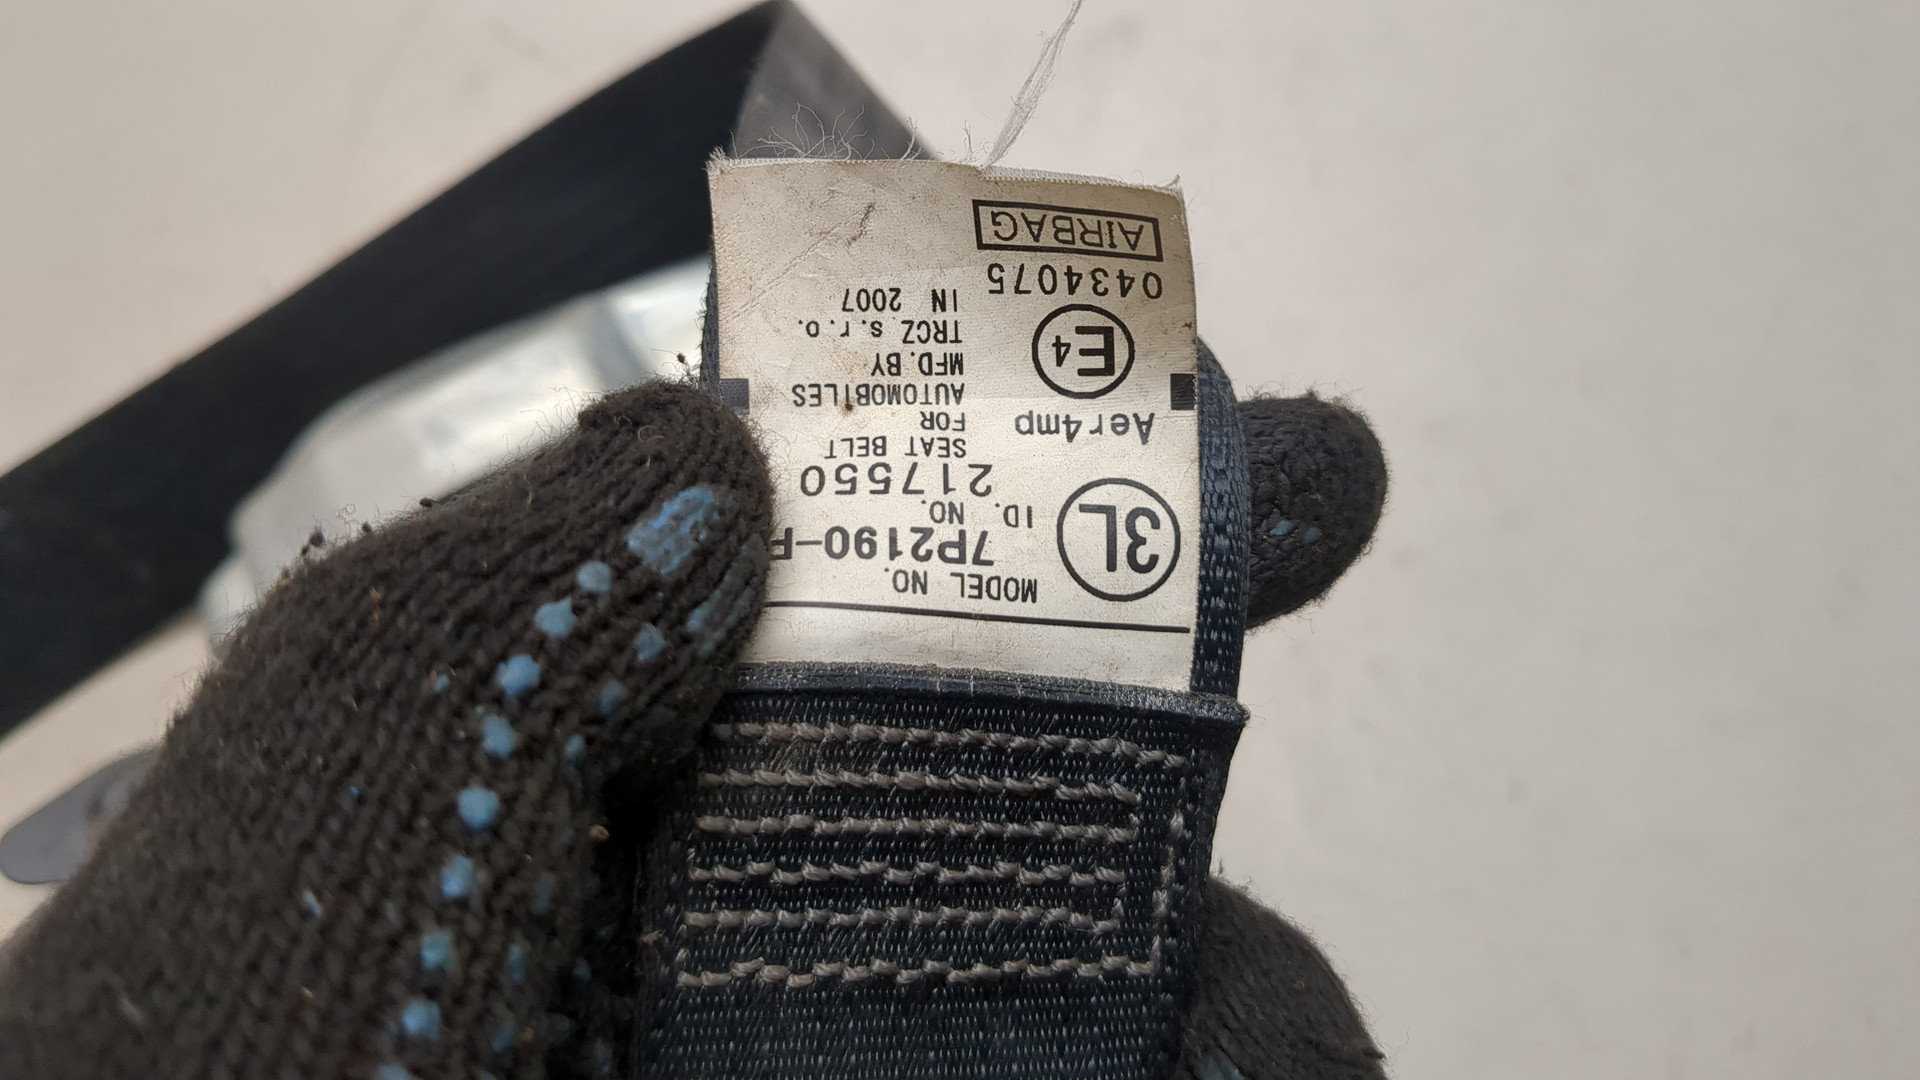 MODEL NO.
3L 7P2190-F
ID. NO.
217550
Aer4mp
SEAT BELT
FOR
AUTOMOBILES
MFD. BY
TRCZ s.r.o.
IN 2007
E4
0434075
AIRBAG